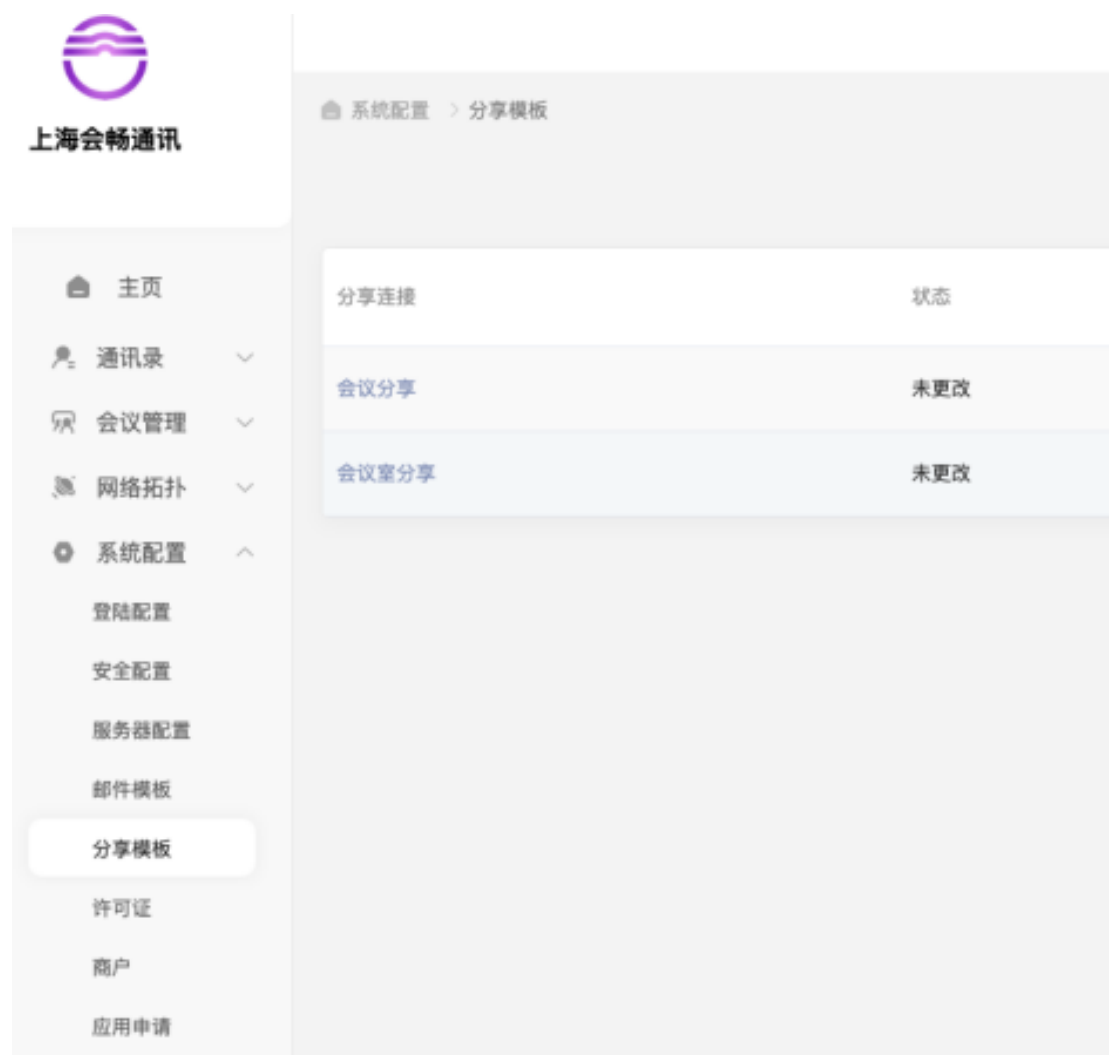 上海会畅通讯
系统配置 > 分享模板
主页
通讯录
会议管理
网络拓扑
系统配置
登陆配置
安全配置
服务器配置
邮件模板
分享模板
许可证
商户
应用申请
分享连接 状态
会议分享 未更改
会议室分享 未更改